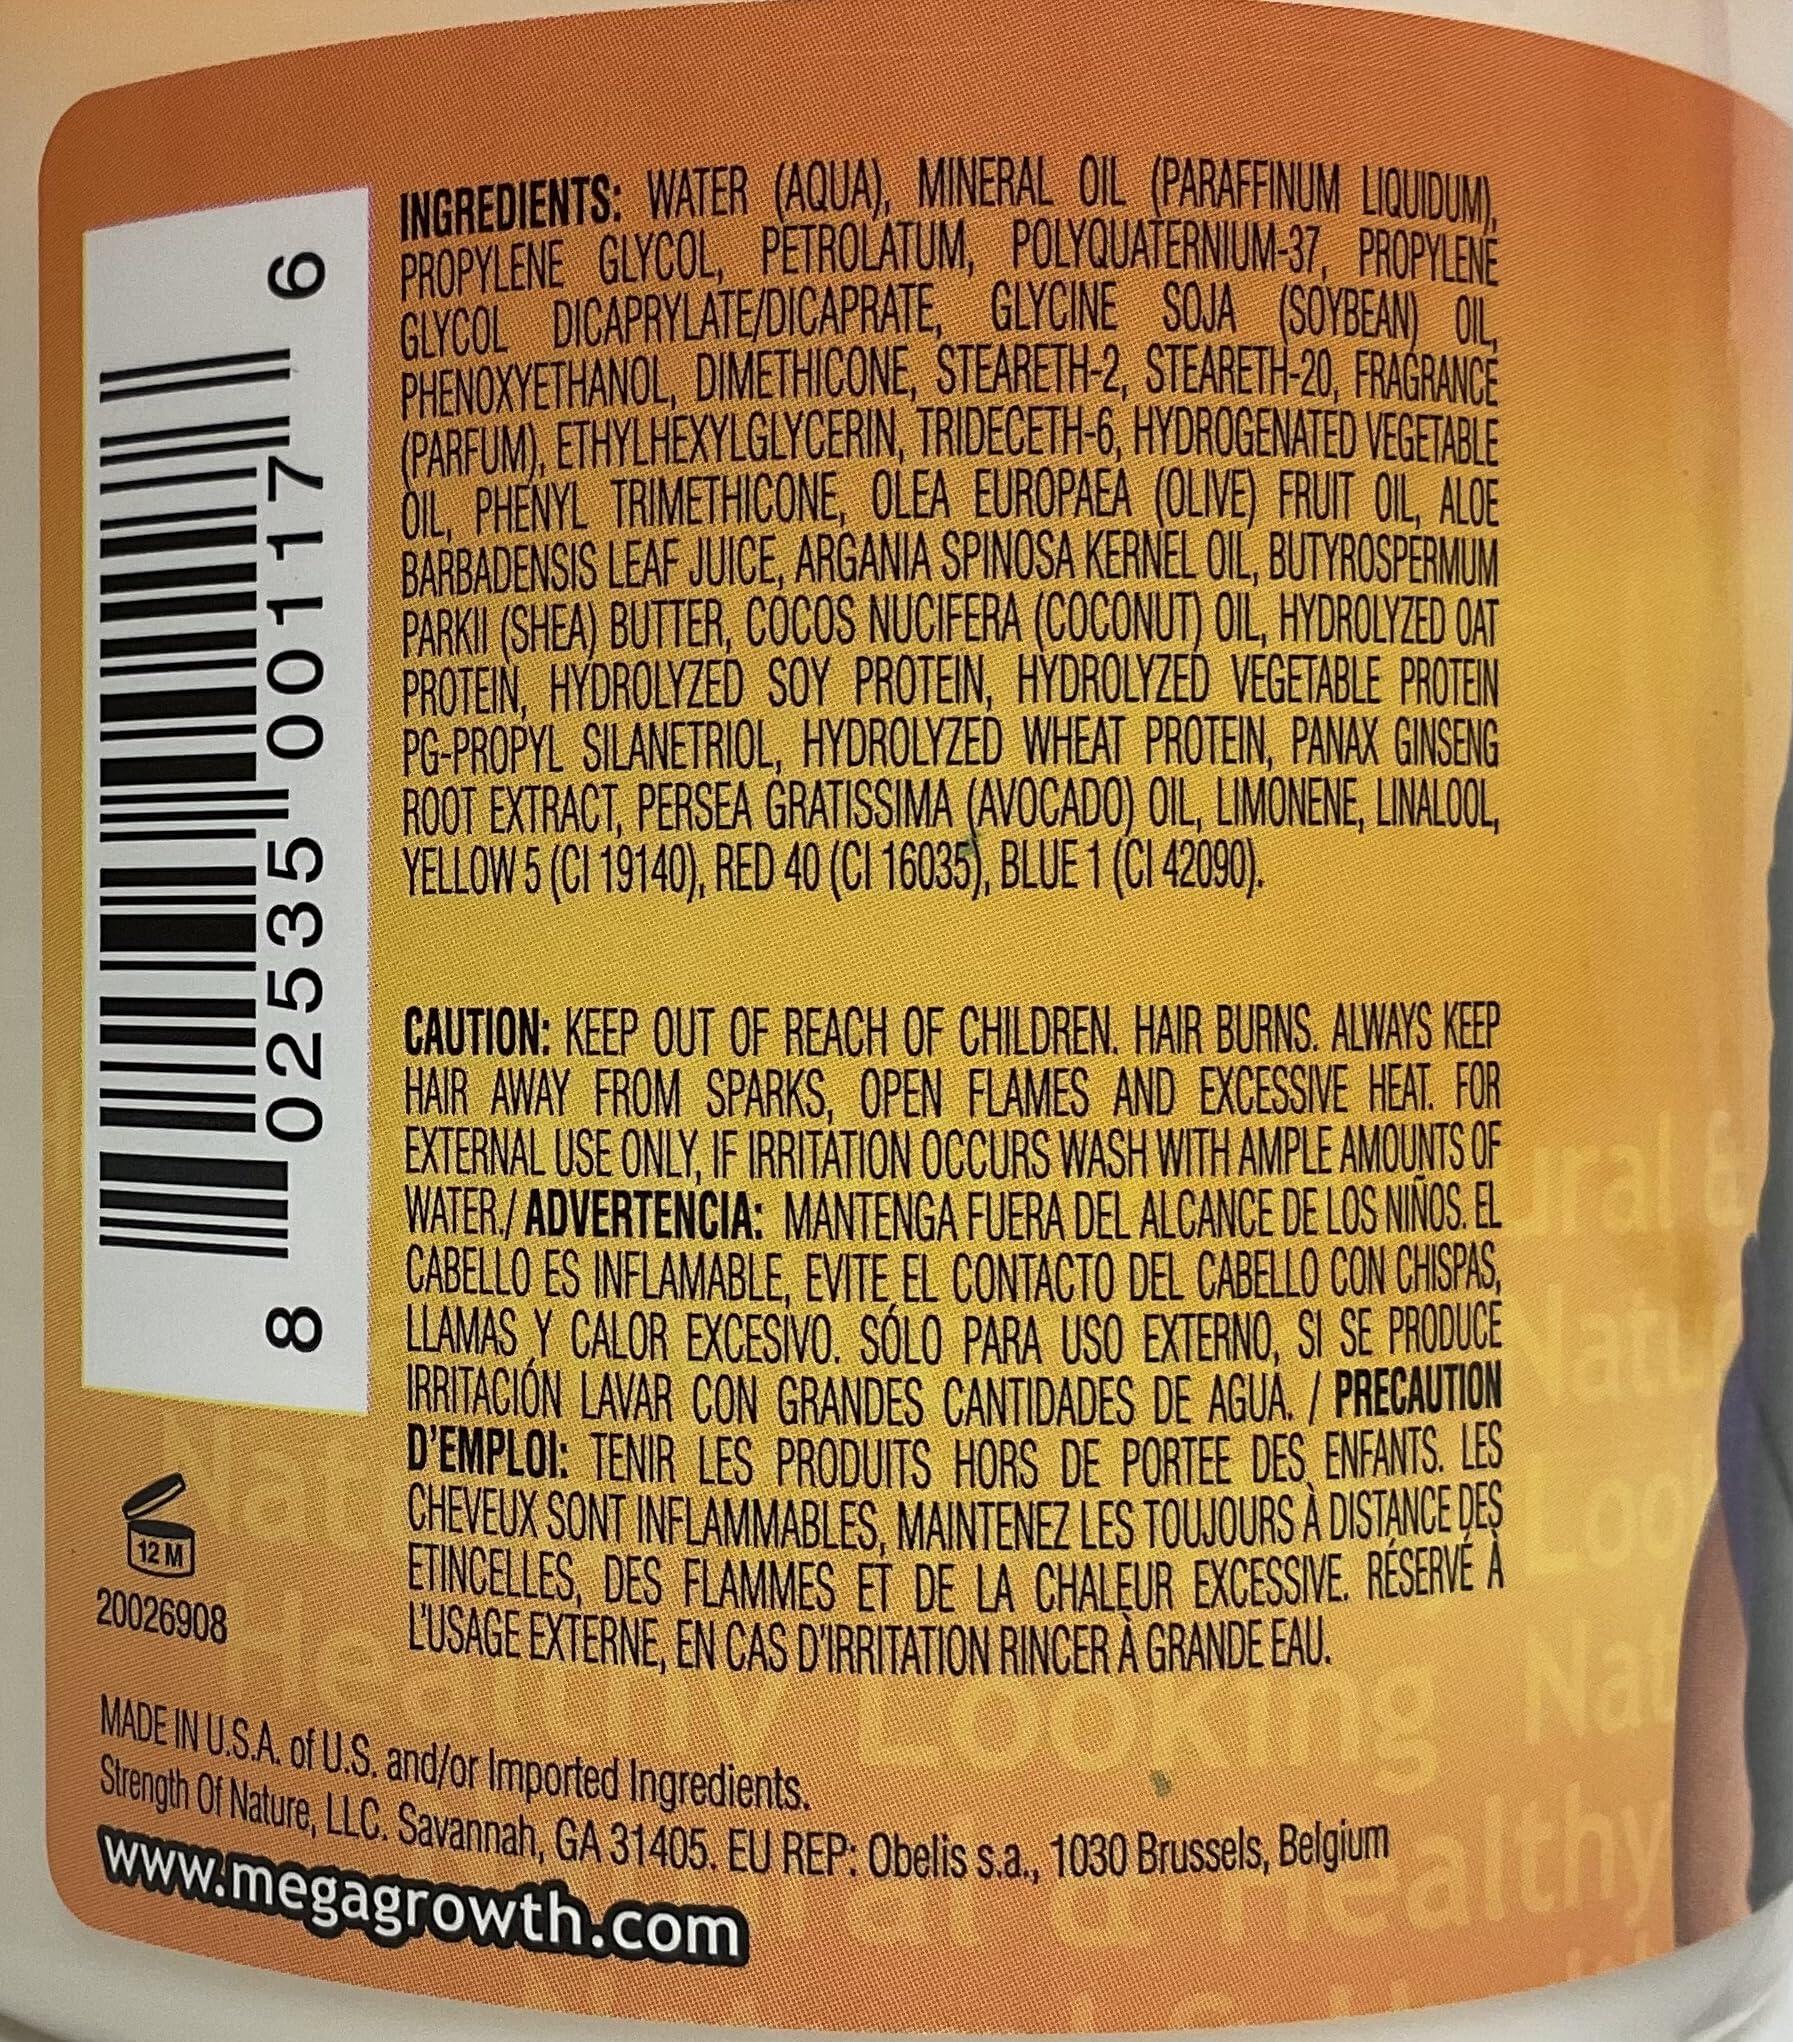 INGREDIENTS: WATER (AQUA), MINERAL OIL (PARAFFINUM LIQUIDUM),
PROPYLENE GLYCOL, PETROLATUM, POLYQUATERNIUM-37, PROPYLENE
GLYCOL DICAPRYLATE/DICAPRATE, GLYCINE SOJA (SOYBEAN) OIL,
PHENOXYETHANOL, DIMETHICONE, STEARETH-2, STEARETH-20, FRAGRANCE
(PARFUM), ETHYLHEXYLGLYCERIN, TRIDECETH-6, HYDROGENATED VEGETABLE
OIL, PHENYL TRIMETHICONE, OLEA EUROPAEA (OLIVE) FRUIT OIL, ALOE
BARBADENSIS LEAF JUICE, ARGANIA SPINOSA KERNEL OIL, BUTYROSPERMUM
PARKII (SHEA) BUTTER, COCOS NUCIFERA (COCONUT) OIL, HYDROLYZED OAT
PROTEIN, HYDROLYZED SOY PROTEIN, HYDROLYZED VEGETABLE PROTEIN
PG-PROPYL SILANETRIOL, HYDROLYZED WHEAT PROTEIN, PANAX GINSENG
ROOT EXTRACT, PERSEA GRATISSIMA (AVOCADO) OIL, LIMONENE, LINALOOL,
YELLOW 5 (CI 19140), RED 40 (CI 16035), BLUE 1 (CI 42090).
CAUTION: KEEP OUT OF REACH OF CHILDREN. HAIR BURNS. ALWAYS KEEP
HAIR AWAY FROM SPARKS, OPEN FLAMES AND EXCESSIVE HEAT. FOR
EXTERNAL USE ONLY, IF IRRITATION OCCURS WASH WITH AMPLE AMOUNTS OF
WATER./ ADVERTENCIA: MANTENGA FUERA DEL ALCANCE DE LOS NIÑOS. EL
CABELLO ES INFLAMABLE, EVITE EL CONTACTO DEL CABELLO CON CHISPAS,
LLAMAS Y CALOR EXCESIVO. SÓLO PARA USO EXTERNO, SI SE PRODUCE
IRRITACIÓN LAVAR CON GRANDES CANTIDADES DE AGUA. / PRECAUTION
D'EMPLOI: TENIR LES PRODUITS HORS DE PORTEE DES ENFANTS. LES
CHEVEUX SONT INFLAMMABLES, MAINTENEZ LES TOUJOURS À DISTANCE DES
ETINCELLES, DES FLAMMES ET DE LA CHALEUR EXCESSIVE. RÉSERVÉ À
L'USAGE EXTERNE, EN CAS D'IRRITATION RINCER À GRANDE EAU.
8 02535 00117 6
12 M
20026908
MADE IN U.S.A. of U.S. and/or Imported Ingredients.
Strength Of Nature, LLC. Savannah, GA 31405. EU REP: Obelis s.a., 1030 Brussels, Belgium
www.megagrowth.com
Healthy Looking